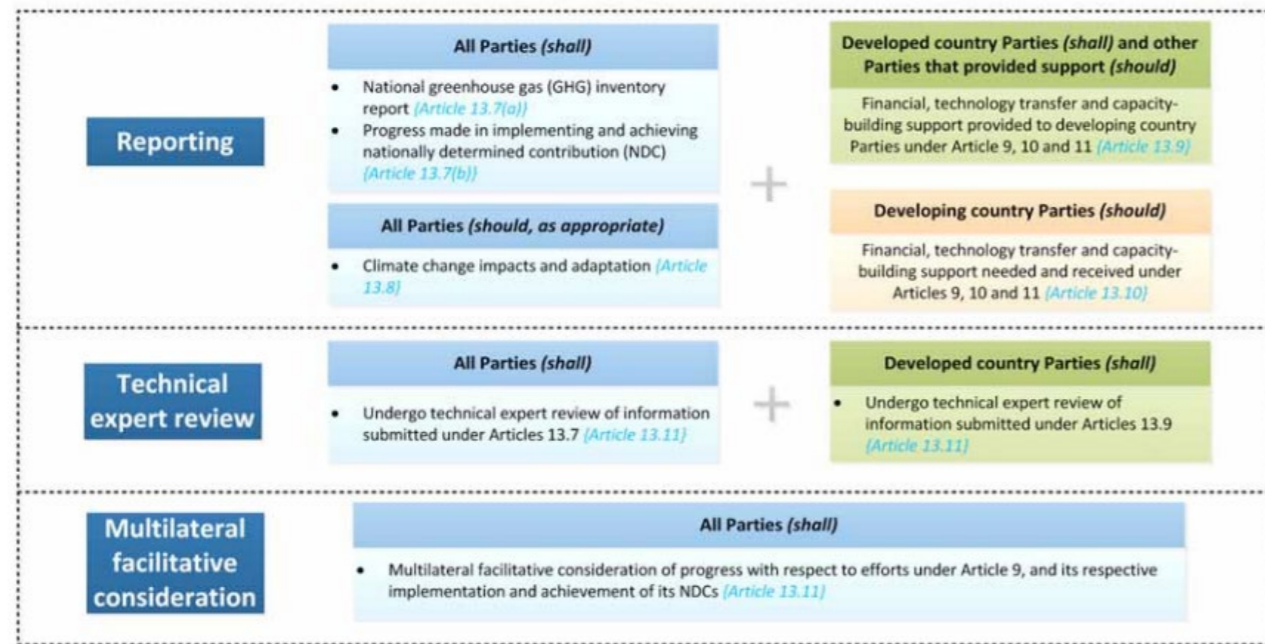 Reporting
All Parties (shall)
• National greenhouse gas (GHG) inventory
report {Article 13.7(a)}
• Progress made in implementing and achieving
nationally determined contribution (NDC)
{Article 13.7(b)}
All Parties (should, as appropriate)
• Climate change impacts and adaptation {Article
13.8}
+
Developed country Parties (shall) and other
Parties that provided support (should)
Financial, technology transfer and capacity-
building support provided to developing country
Parties under Article 9, 10 and 11 {Article 13.9}
Developing country Parties (should)
Financial, technology transfer and capacity-
building support needed and received under
Articles 9, 10 and 11 {Article 13.10}
Technical
expert review
All Parties (shall)
• Undergo technical expert review of information
submitted under Articles 13.7 {Article 13.11}
+
Developed country Parties (shall)
• Undergo technical expert review of
information submitted under Articles 13.9
{Article 13.11}
Multilateral
facilitative
consideration
All Parties (shall)
• Multilateral facilitative consideration of progress with respect to efforts under Article 9, and its respective
implementation and achievement of its NDCs {Article 13.11}